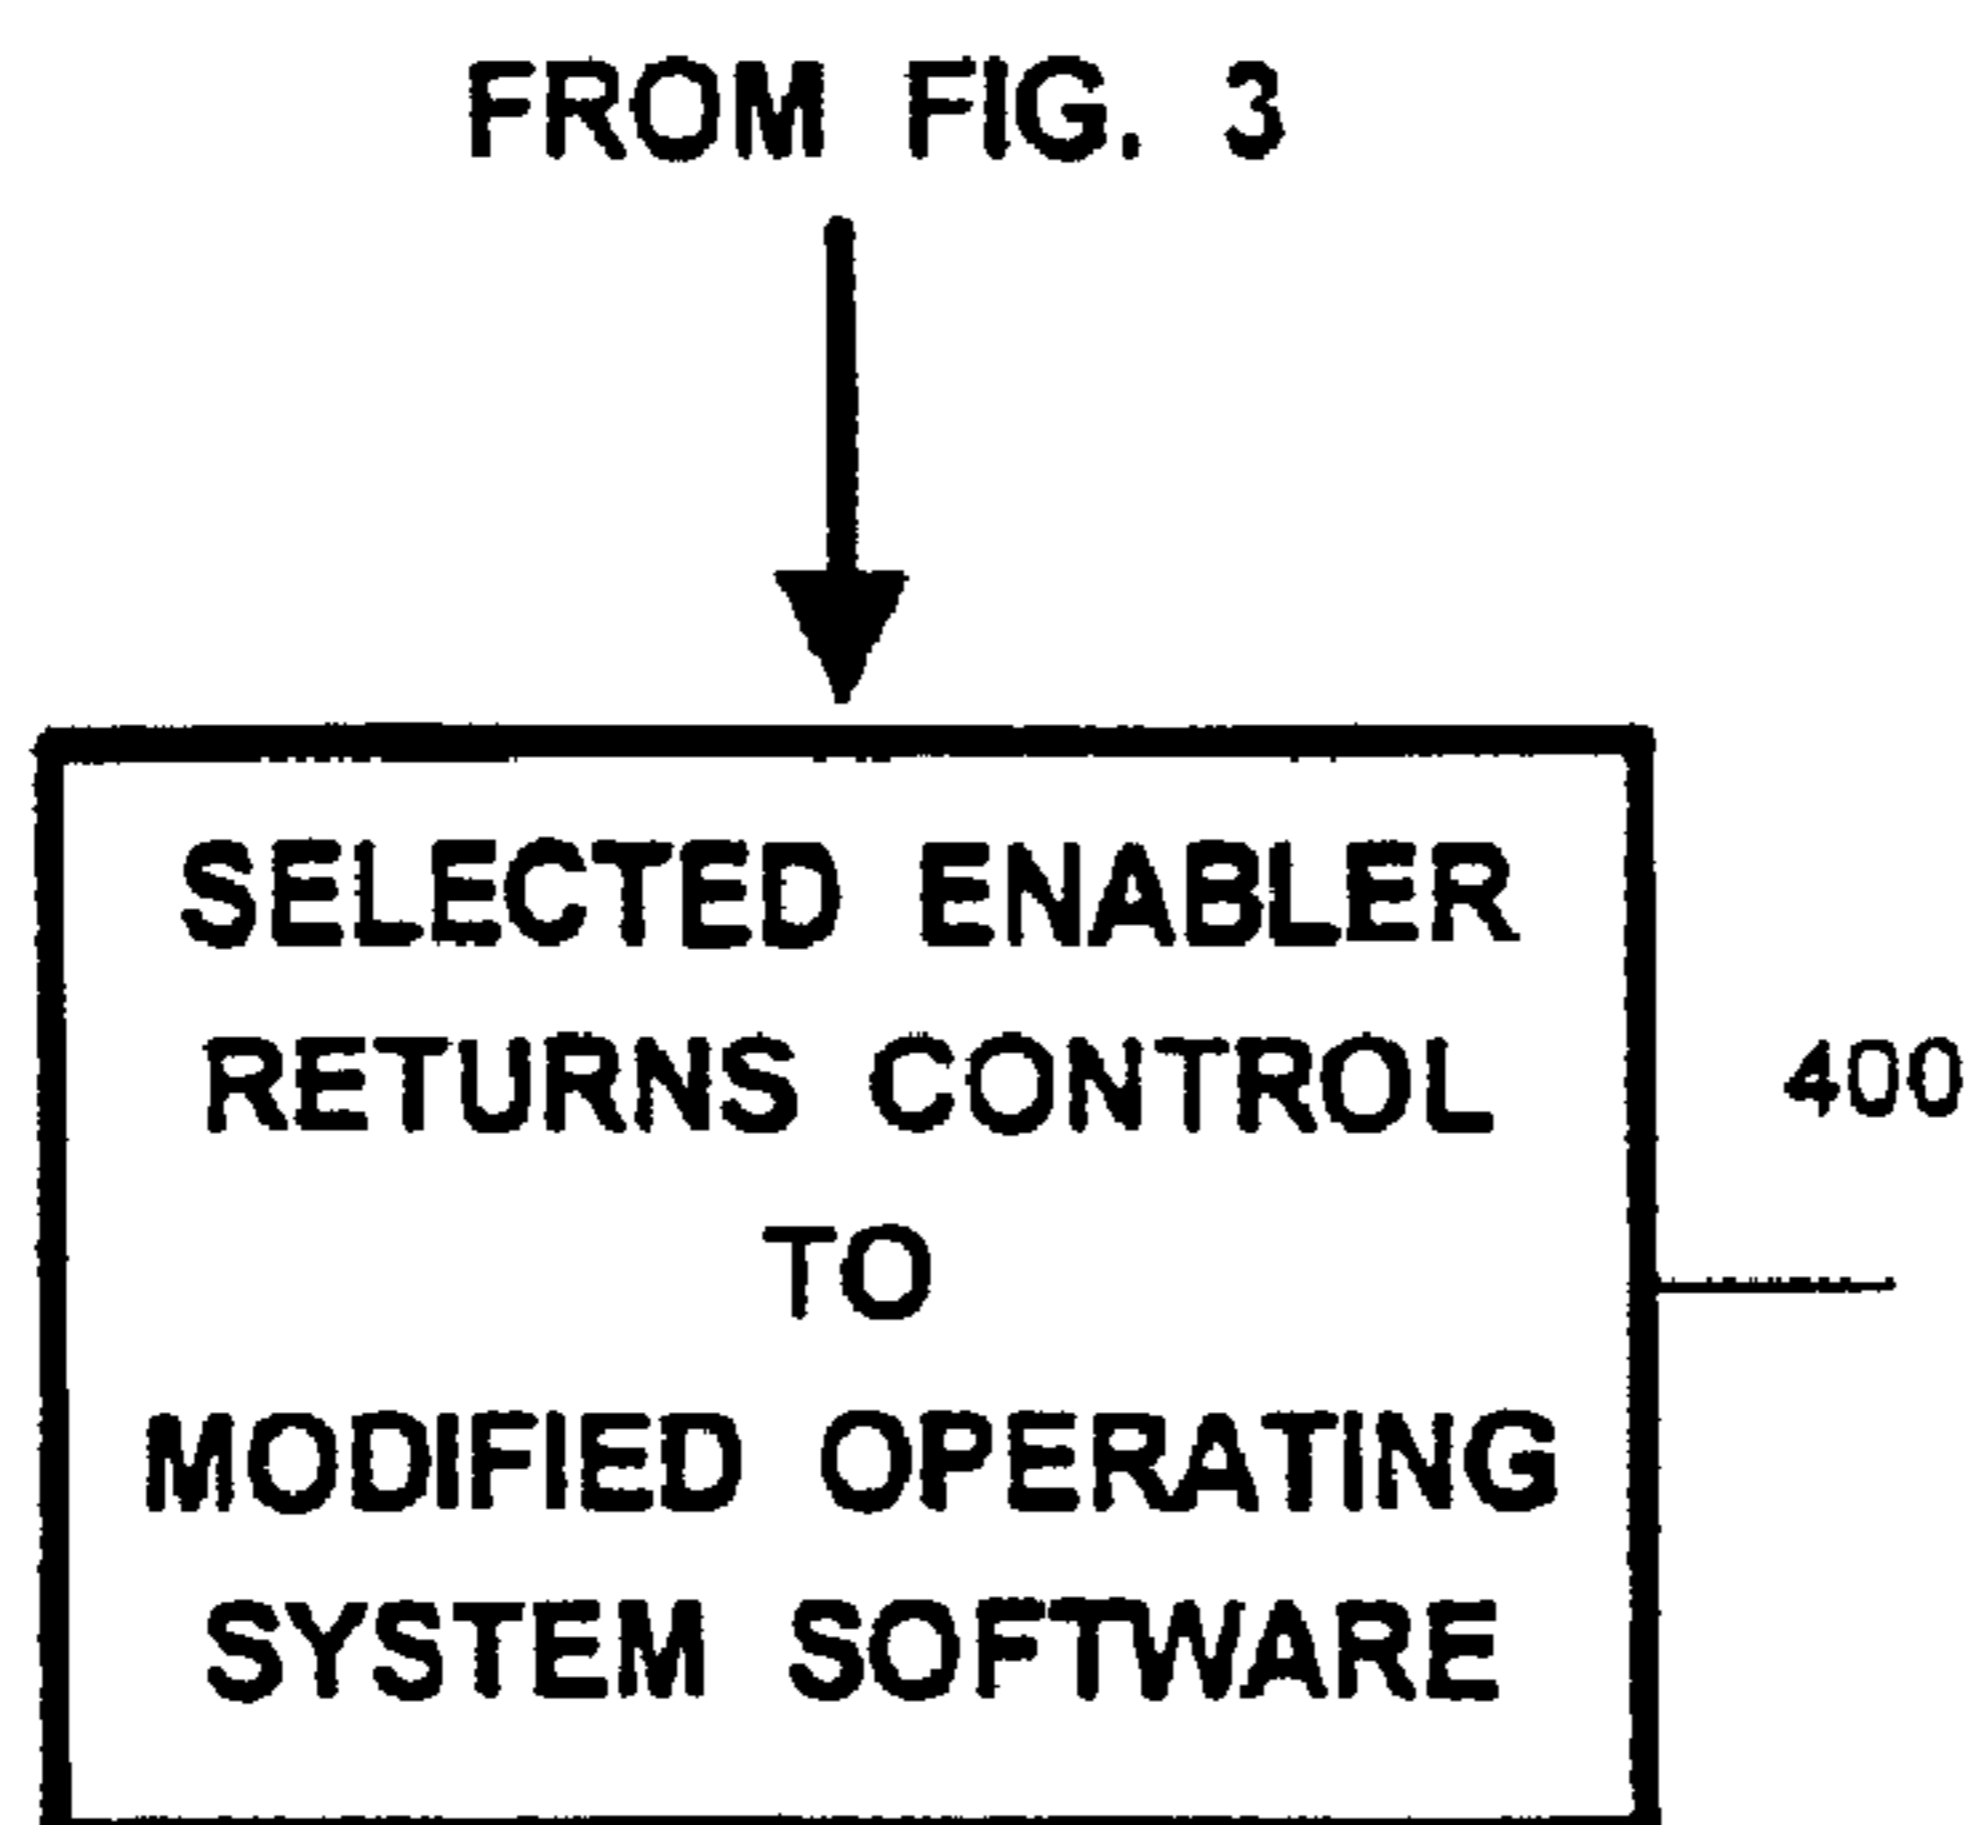 FROM FIG. 3
SELECTED ENABLER
RETURNS CONTROL
400
TO
MODIFIED OPERATING
SYSTEM SOFTWARE